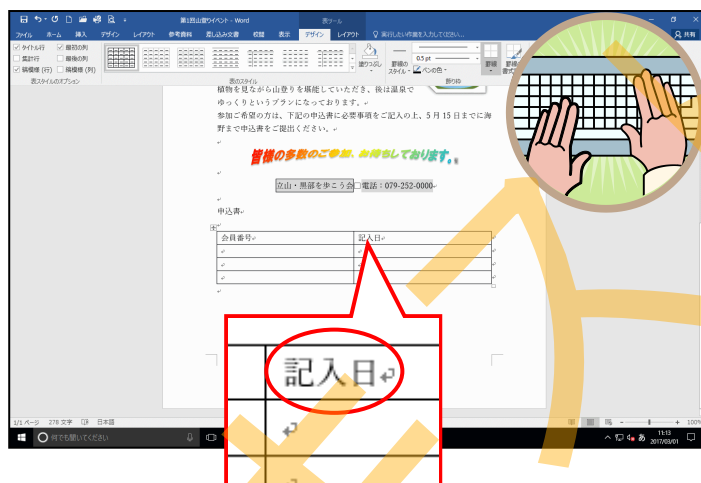 第1回山登りイベント - Word
表ツール
ファイル ホーム 挿入 デザイン レイアウト 参考資料 差し込み文書 校閲 表示 デザイン レイアウト 実行したい作業を入力してください... 共有
タイトル行 最初の列
集計行 最後の列
縞模様 (行) 縞模様 (列)
表スタイルのオプション
表のスタイル
塗りつぶし
罫線の
スタイル
0.5 pt
ペンの色
罫線
飾り枠
植物を見ながら山登りを堪能していただき、後は温泉で
ゆっくりというプランになっております。
参加ご希望の方は、下記の申込書に必要事項をご記入の上、5 月 15 日までに海
野まで申込書をご提出ください。
皆様の多数のご参加、お待ちしております。
立山・黒部を歩こう会□電話：079-252-0000
申込書
会員番号 記入日
記入日
1/1 ページ 278 文字 日本語
100%
何でも聞いてください
あ
11:13
2017/03/01